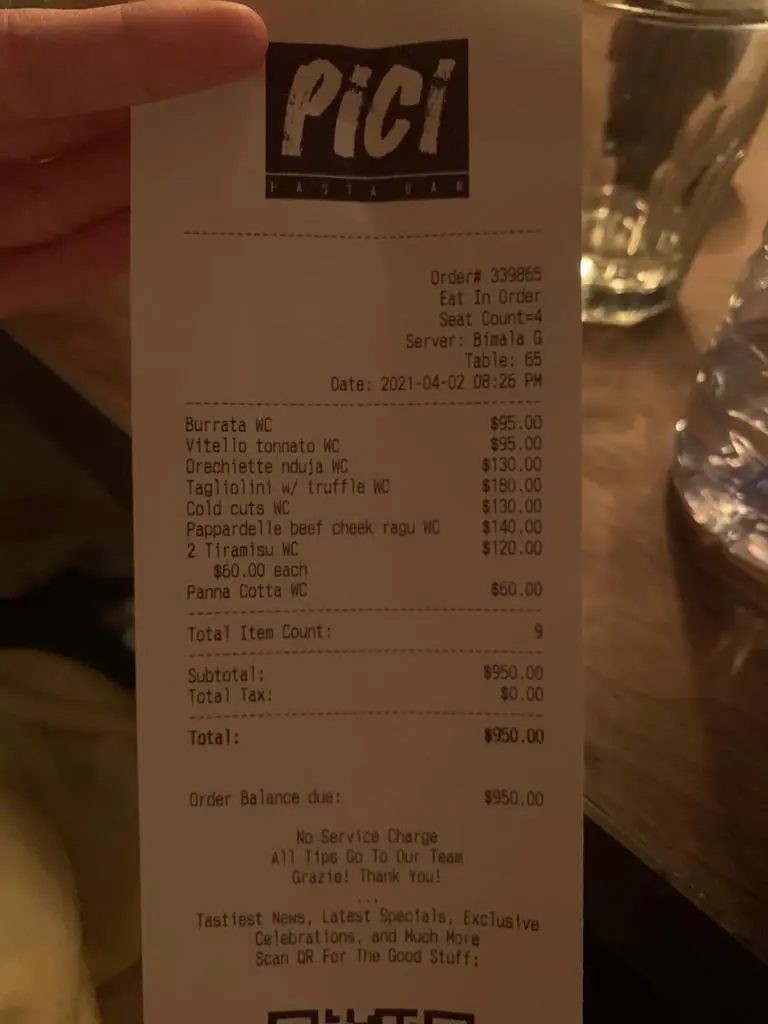 PiCi
PASTA BAR
Order# 339865
Eat In Order
Seat Count=4
Server: Bimala G
Table: 65
Date: 2021-04-02 08:26 PM
Burrata WC $95.00
Vitello tonnato WC $95.00
Orechiette nduja WC $130.00
Tagliolini w/ truffle WC $180.00
Cold cuts WC $130.00
Pappardelle beef cheek ragu WC $140.00
2 Tiramisu WC $120.00
$60.00 each
Panna Cotta WC $60.00
Total Item Count: 9
Subtotal: $950.00
Total Tax: $0.00
Total: $950.00
Order Balance due: $950.00
No Service Charge
All Tips Go To Our Team
Grazie! Thank You!
...
Tastiest News, Latest Specials, Exclusive
Celebrations, and Much More
Scan QR For The Good Stuff: